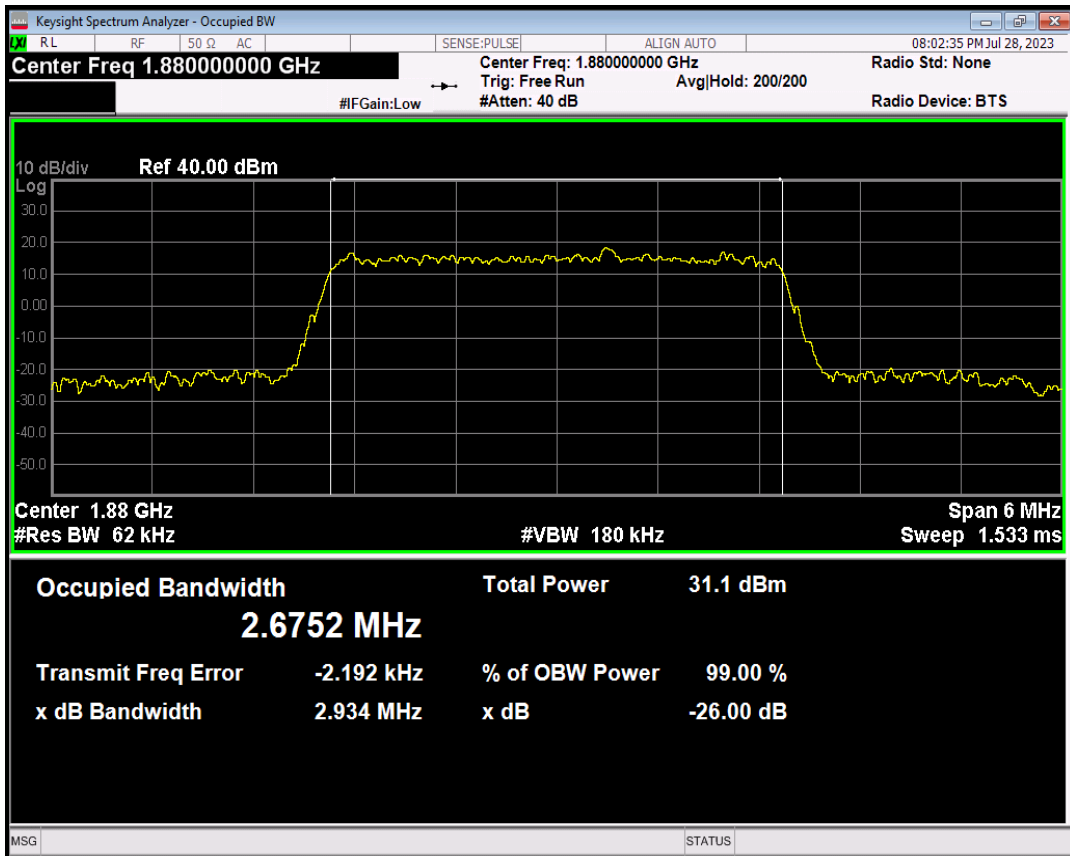 Keysight Spectrum Analyzer - Occupied BW
LXI RL RF 50 Ω AC SENSE:PULSE ALIGN AUTO 08:02:35 PM Jul 28, 2023
Center Freq 1.880000000 GHz
Center Freq: 1.880000000 GHz
Radio Std: None
Trig: Free Run Avg|Hold: 200/200
#IFGain:Low #Atten: 40 dB Radio Device: BTS
10 dB/div Ref 40.00 dBm
Log
30.0
20.0
10.0
0.00
-10.0
-20.0
-30.0
-40.0
-50.0
Center 1.88 GHz Span 6 MHz
#Res BW 62 kHz #VBW 180 kHz Sweep 1.533 ms
Occupied Bandwidth Total Power 31.1 dBm
2.6752 MHz
Transmit Freq Error -2.192 kHz % of OBW Power 99.00 %
x dB Bandwidth 2.934 MHz x dB -26.00 dB
MSG STATUS